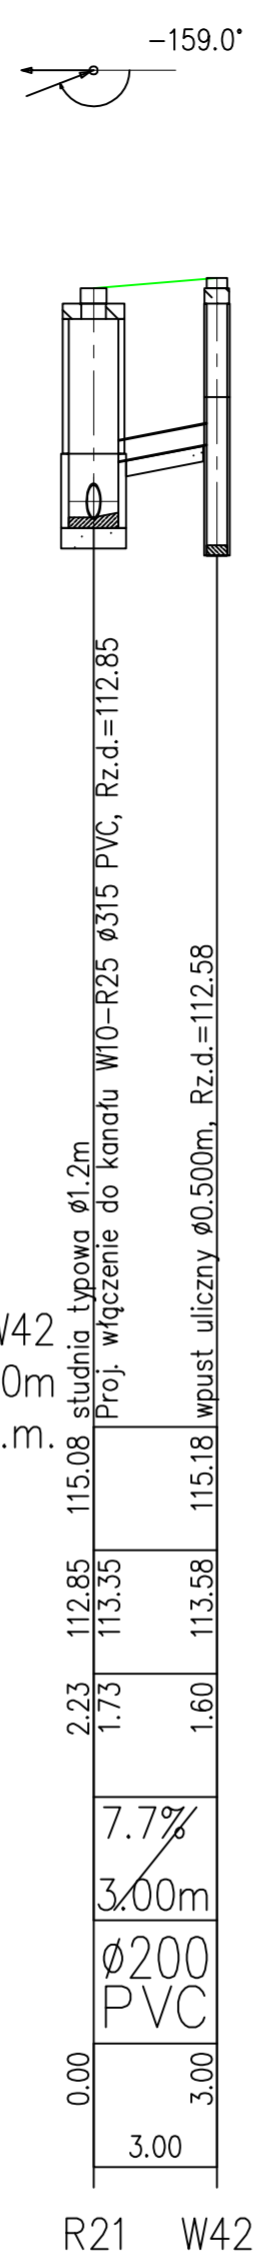 -159.0°
studnia typowa ø1.2m
Proj. włączenie do kanału W10-R25 ø315 PVC, Rz.d.=112.85
wpust uliczny ø0.500m, Rz.d.=112.58
W42
0m
.m.
115.08
115.18
112.85
113.35
113.58
2.23
1.73
1.60
7.7%
3.00m
ø200
PVC
0.00
3.00
3.00
R21
W42